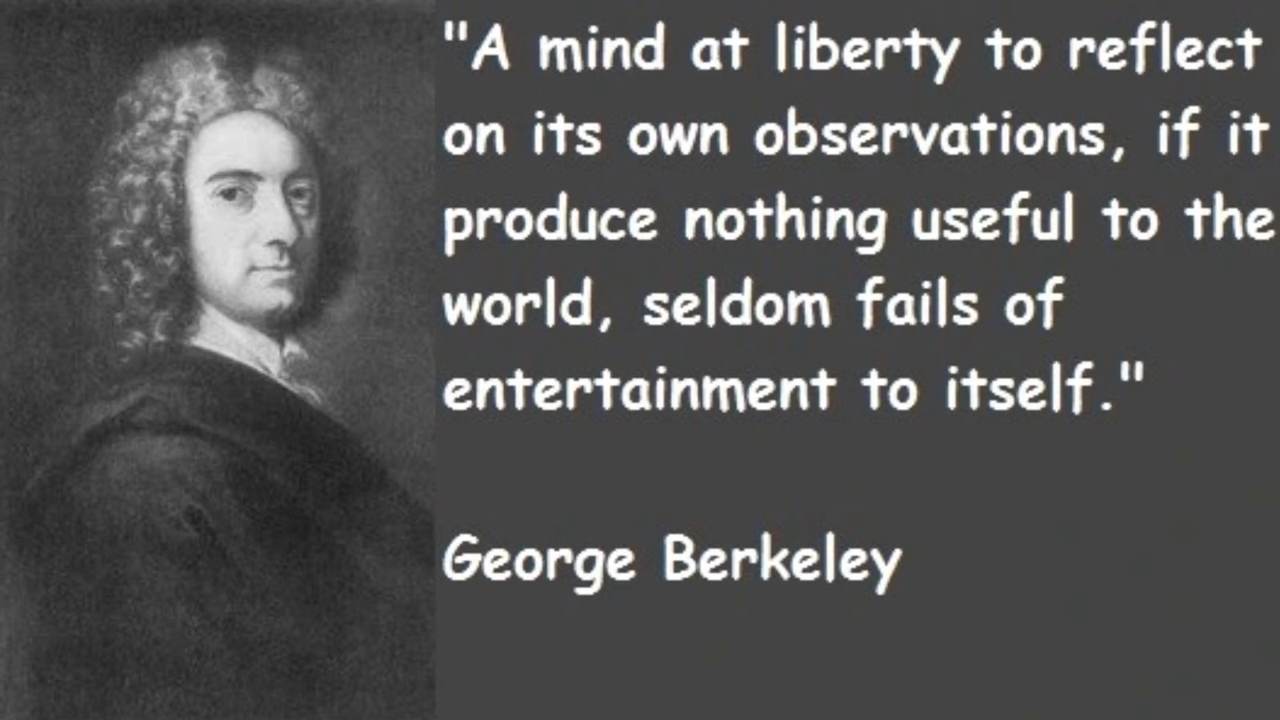 "A mind at liberty to reflect
on its own observations, if it
produce nothing useful to the
world, seldom fails of
entertainment to itself."
George Berkeley